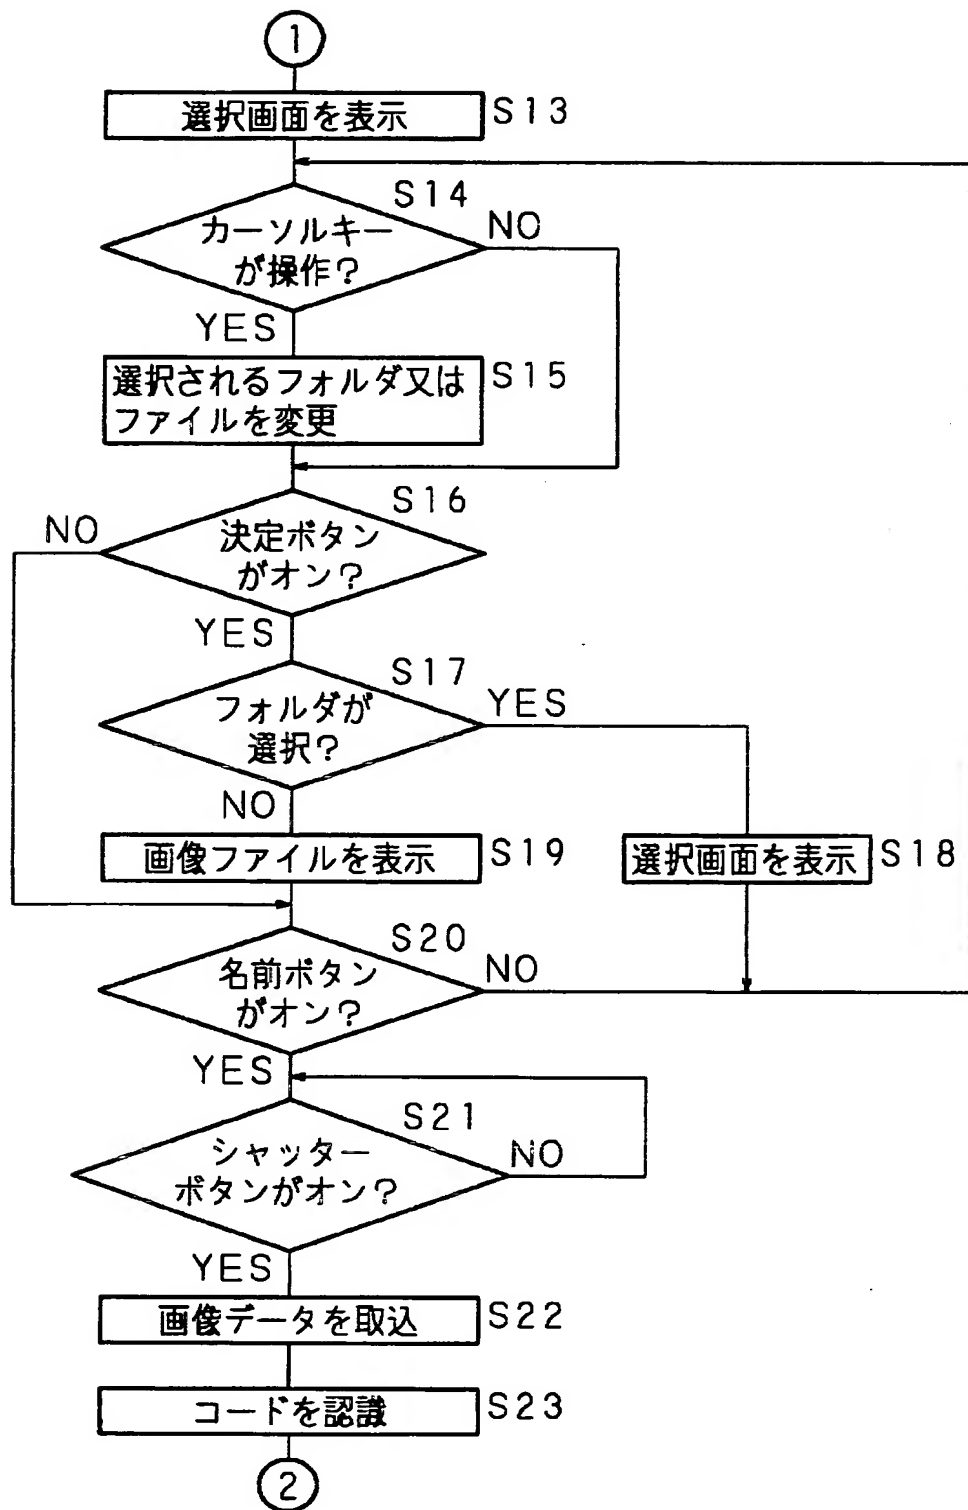 1
選択画面を表示 S13
S14
カーソルキー
が操作?
NO
YES
選択されるフォルダ又は
ファイルを変更
S15
S16
決定ボタン
がオン?
NO
YES
S17
フォルダが
選択?
YES
NO
画像ファイルを表示 S19
選択画面を表示 S18
S20
名前ボタン
がオン?
NO
YES
S21
シャッター
ボタンがオン?
NO
YES
画像データを取込 S22
コードを認識 S23
2